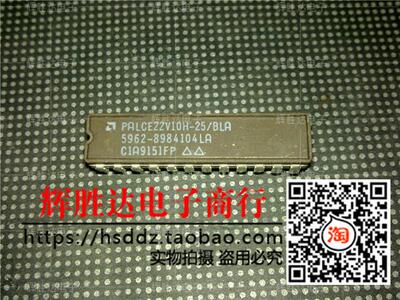 PALCE22V10H-25/BLA
5962-8984104LA
C1A9151FP
辉胜达电子商行
https://hsddz.taobao.com
实物拍摄 盗用必究
淘